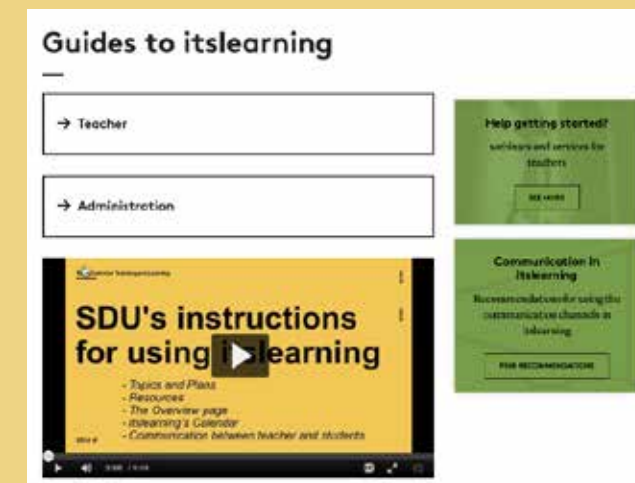 Guides to itslearning
→ Teacher
→ Administration
Help getting started?
webinars and services for
teachers
SEE MORE
Communication in
itslearning
Recommendations for using the
communication channels in
itslearning
FIND RECOMMENDATIONS
SDU's instructions
for using itslearning
- Topics and Plans
- Resources
- The Overview page
- itslearning's Calendar
- Communication between teacher and students